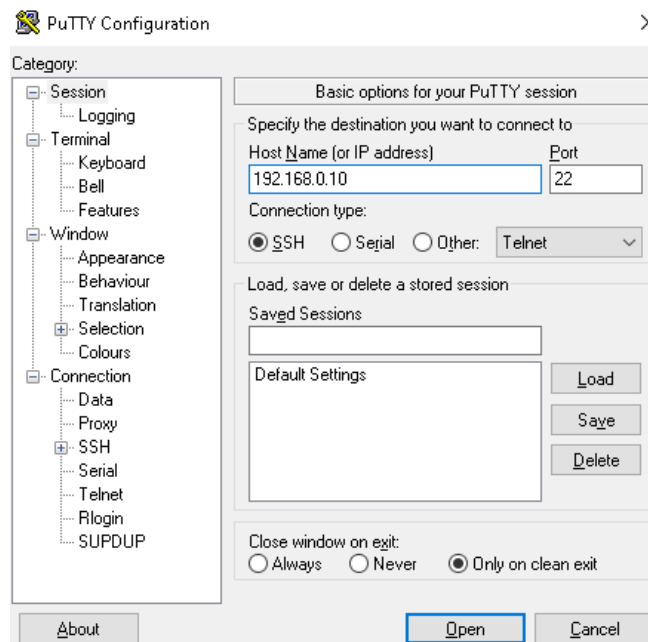 PuTTY Configuration
Category:
Session
Logging
Terminal
Keyboard
Bell
Features
Window
Appearance
Behaviour
Translation
Selection
Colours
Connection
Data
Proxy
SSH
Serial
Telnet
Rlogin
SUPDUP
Basic options for your PuTTY session
Specify the destination you want to connect to
Host Name (or IP address) Port
192.168.0.10 22
Connection type:
SSH Serial Other: Telnet
Load, save or delete a stored session
Saved Sessions
Default Settings
Load
Save
Delete
Close window on exit:
Always Never Only on clean exit
About Open Cancel